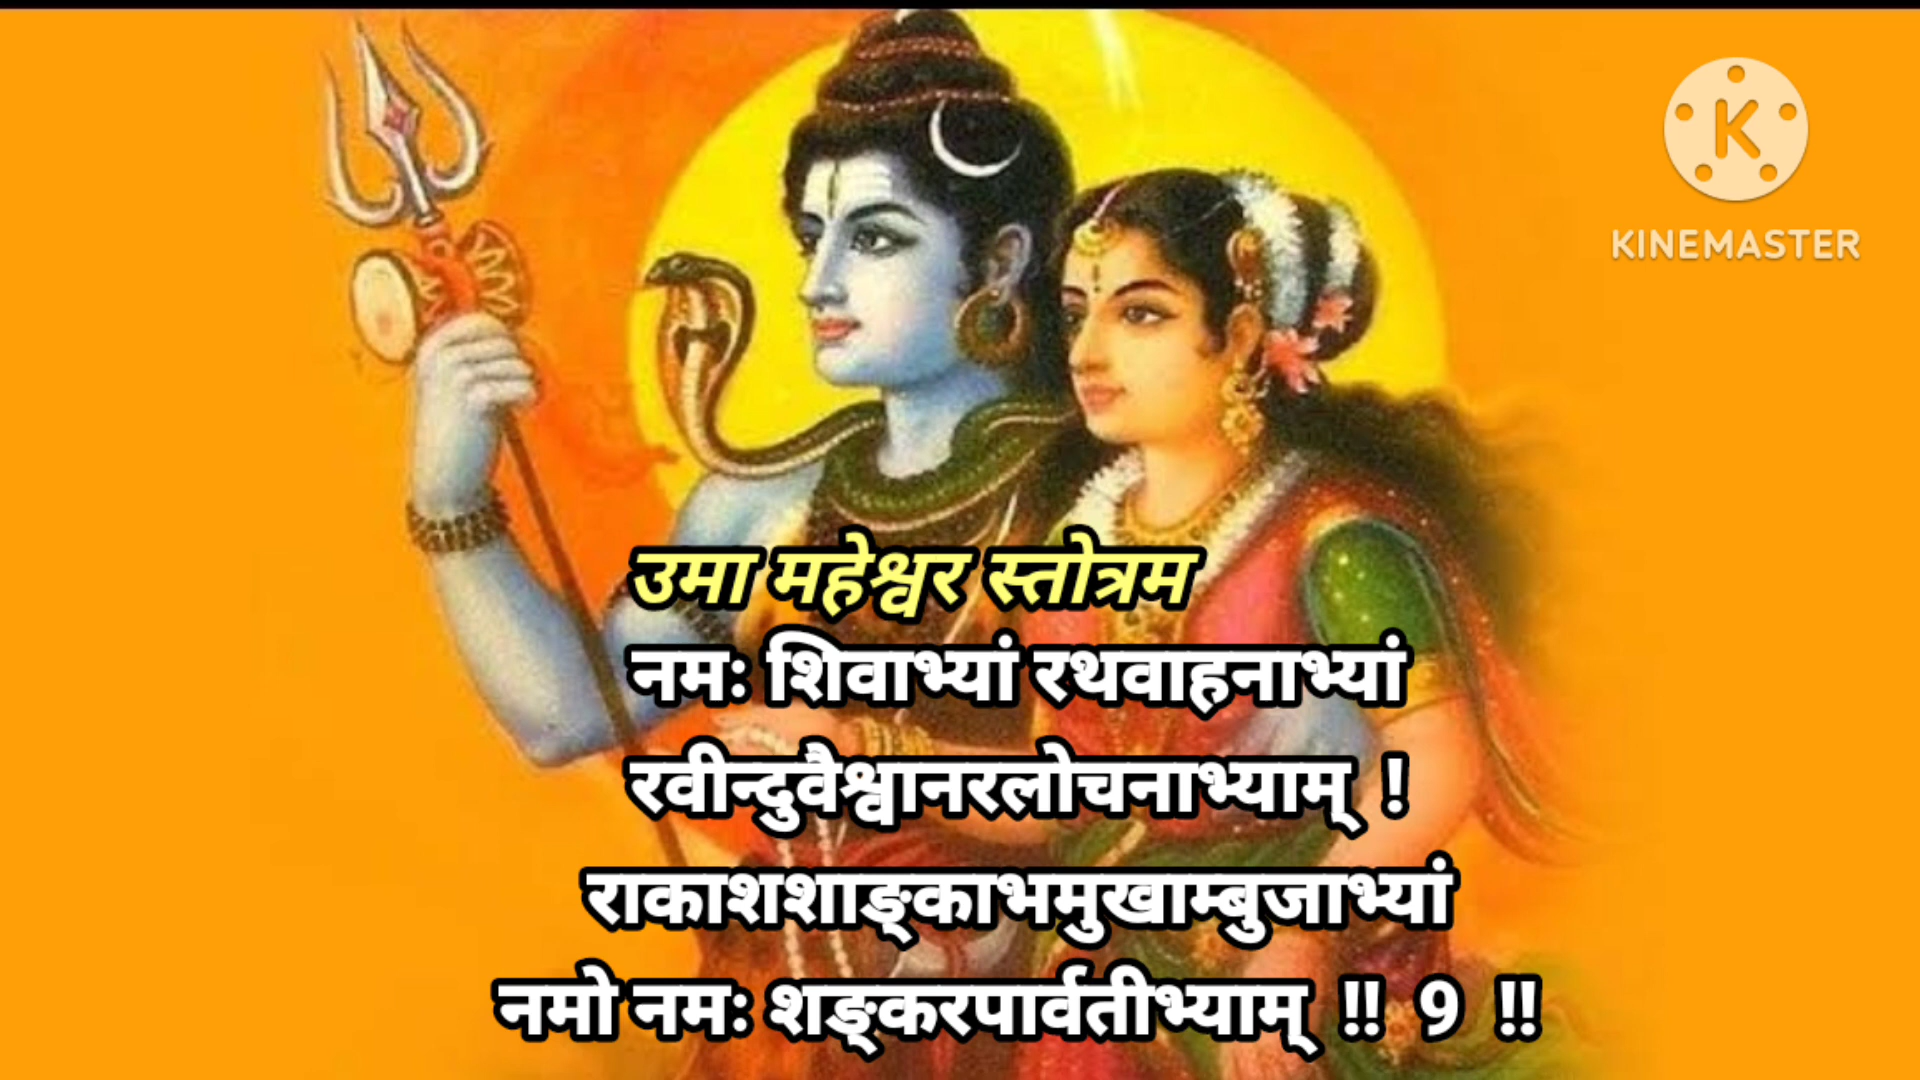 K
KINEMASTER
उमा महेश्वर स्तोत्रम
नमः शिवाभ्यां रथवाहनाभ्यां
रवीन्दुवैश्वानरलोचनाभ्याम् !
राकाशशाङ्काभमुखाम्बुजाभ्यां
नमो नमः शङ्करपार्वतीभ्याम् !! 9 !!